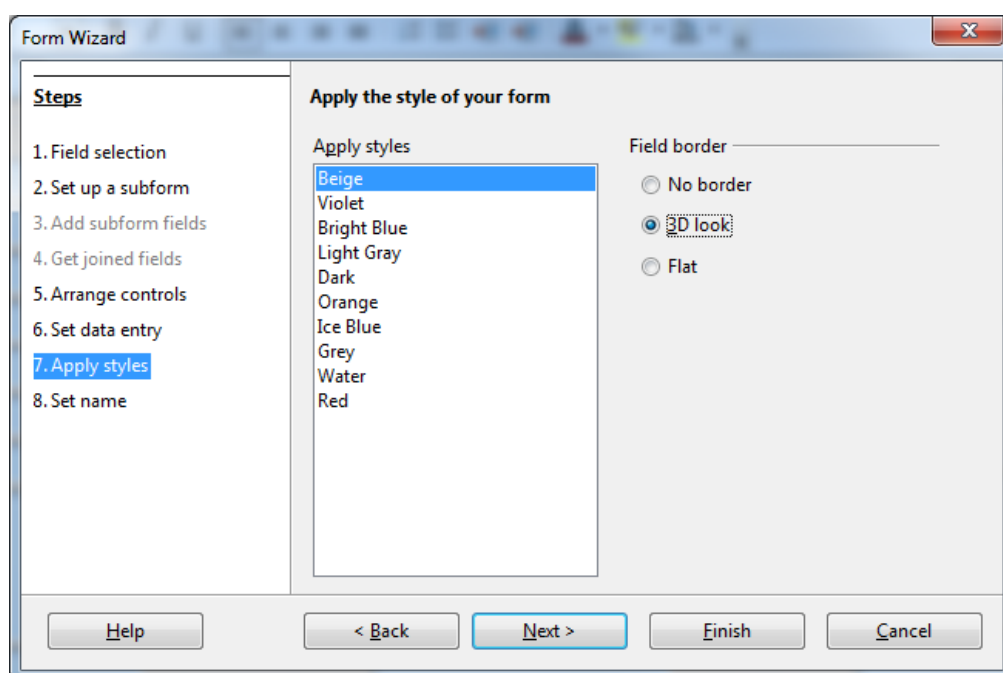 Form Wizard
Steps
1. Field selection
2. Set up a subform
3. Add subform fields
4. Get joined fields
5. Arrange controls
6. Set data entry
7. Apply styles
8. Set name
Apply the style of your form
Apply styles
Beige
Violet
Bright Blue
Light Gray
Dark
Orange
Ice Blue
Grey
Water
Red
Field border
No border
3D look
Flat
Help
< Back
Next >
Finish
Cancel